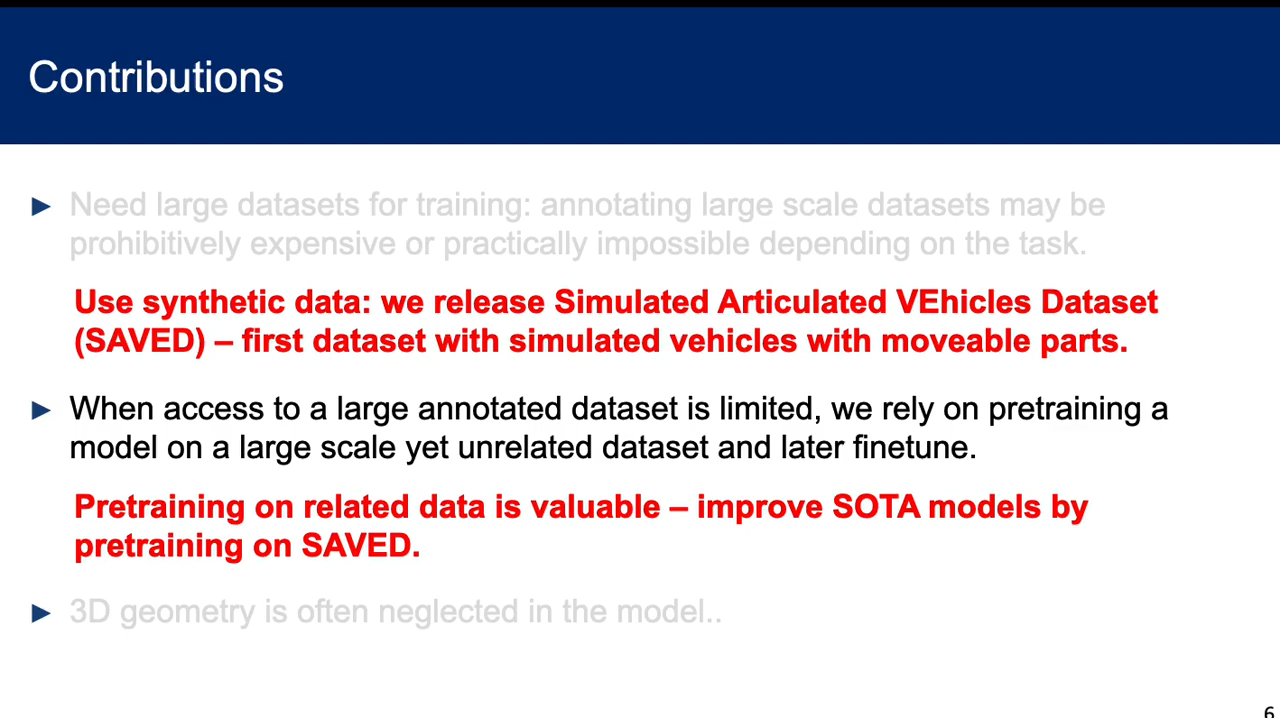 Contributions
Need large datasets for training: annotating large scale datasets may be
prohibitively expensive or practically impossible depending on the task.
Use synthetic data: we release Simulated Articulated VEhicles Dataset
(SAVED) – first dataset with simulated vehicles with moveable parts.
When access to a large annotated dataset is limited, we rely on pretraining a
model on a large scale yet unrelated dataset and later finetune.
Pretraining on related data is valuable – improve SOTA models by
pretraining on SAVED.
3D geometry is often neglected in the model..
6